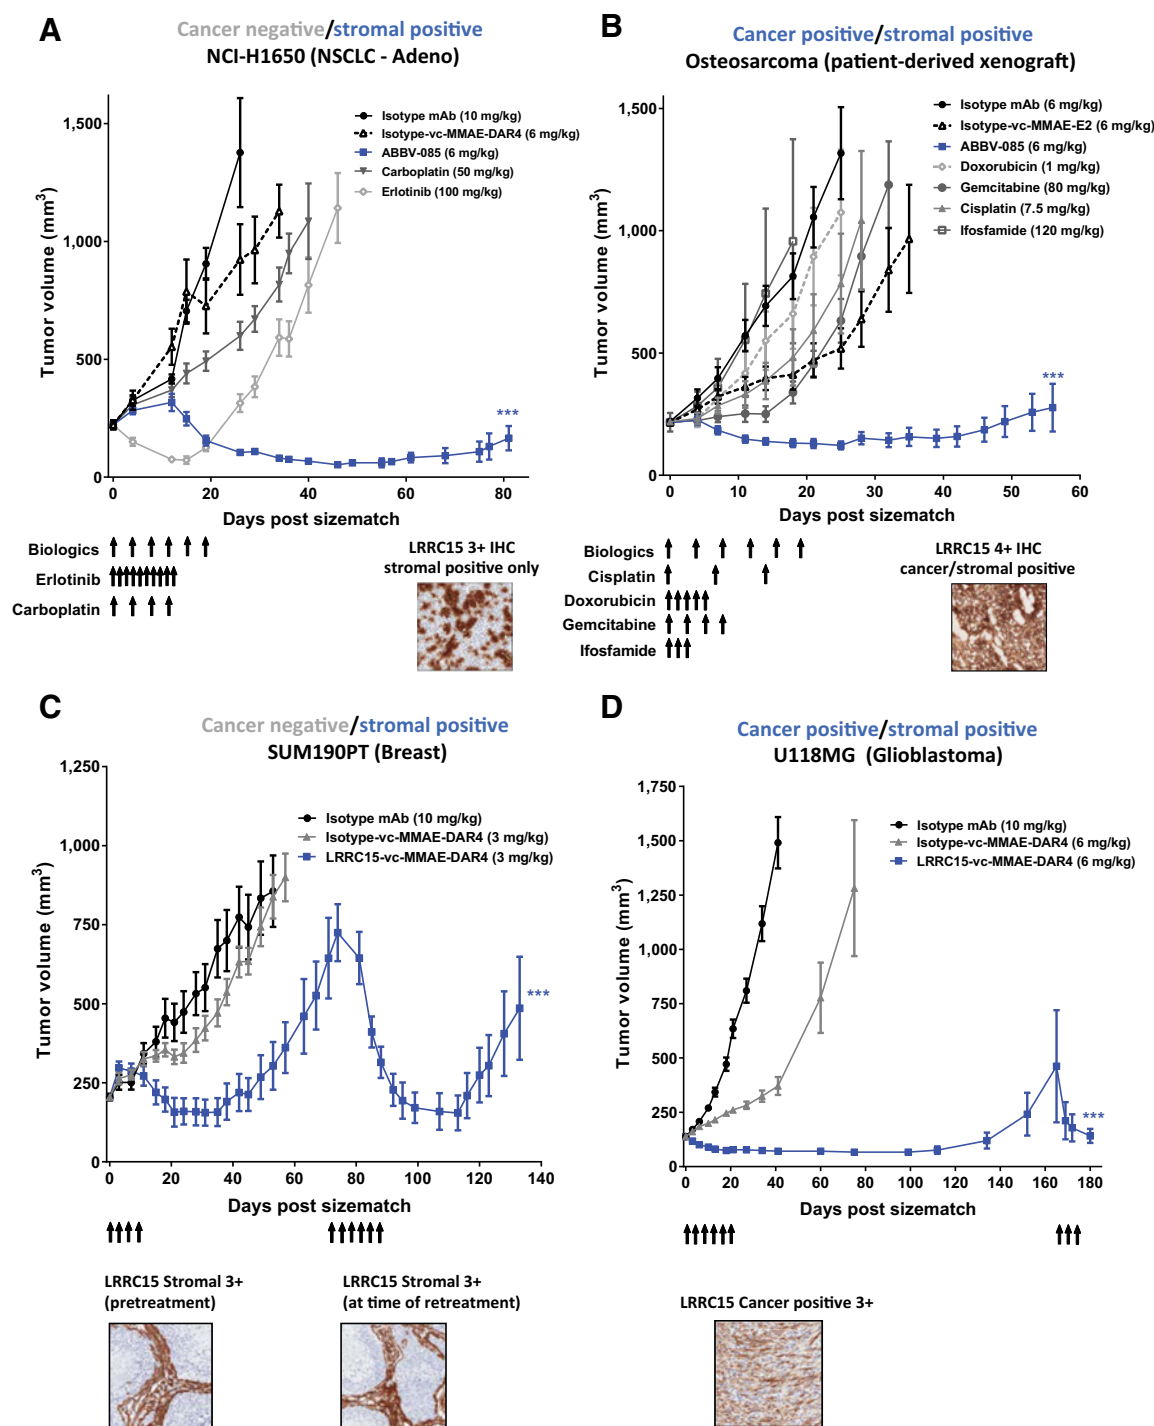 A
Cancer negative/stromal positive
NCI-H1650 (NSCLC - Adeno)
Isotype mAb (10 mg/kg)
Isotype-vc-MMAE-DAR4 (6 mg/kg)
ABBV-085 (6 mg/kg)
Carboplatin (50 mg/kg)
Erlotinib (100 mg/kg)
Tumor volume (mm3)
1,500
1,000
500
0
***
0 20 40 60 80
Days post sizematch
Biologics
Erlotinib
Carboplatin
LRRC15 3+ IHC
stromal positive only
B
Cancer positive/stromal positive
Osteosarcoma (patient-derived xenograft)
Isotype mAb (6 mg/kg)
Isotype-vc-MMAE-E2 (6 mg/kg)
ABBV-085 (6 mg/kg)
Doxorubicin (1 mg/kg)
Gemcitabine (80 mg/kg)
Cisplatin (7.5 mg/kg)
Ifosfamide (120 mg/kg)
Tumor volume (mm3)
1,500
1,000
500
0
***
0 10 20 30 40 50 60
Days post sizematch
Biologics
Cisplatin
Doxorubicin
Gemcitabine
Ifosfamide
LRRC15 4+ IHC
cancer/stromal positive
C
Cancer negative/stromal positive
SUM190PT (Breast)
Isotype mAb (10 mg/kg)
Isotype-vc-MMAE-DAR4 (3 mg/kg)
LRRC15-vc-MMAE-DAR4 (3 mg/kg)
Tumor volume (mm3)
1,250
1,000
750
500
250
0
***
0 20 40 60 80 100 120 140
Days post sizematch
LRRC15 Stromal 3+
(pretreatment)
LRRC15 Stromal 3+
(at time of retreatment)
D
Cancer positive/stromal positive
U118MG (Glioblastoma)
Isotype mAb (10 mg/kg)
Isotype-vc-MMAE-DAR4 (6 mg/kg)
LRRC15-vc-MMAE-DAR4 (6 mg/kg)
Tumor volume (mm3)
1,750
1,500
1,250
1,000
750
500
250
0
***
0 20 40 60 80 100 120 140 160 180
Days post sizematch
LRRC15 Cancer positive 3+